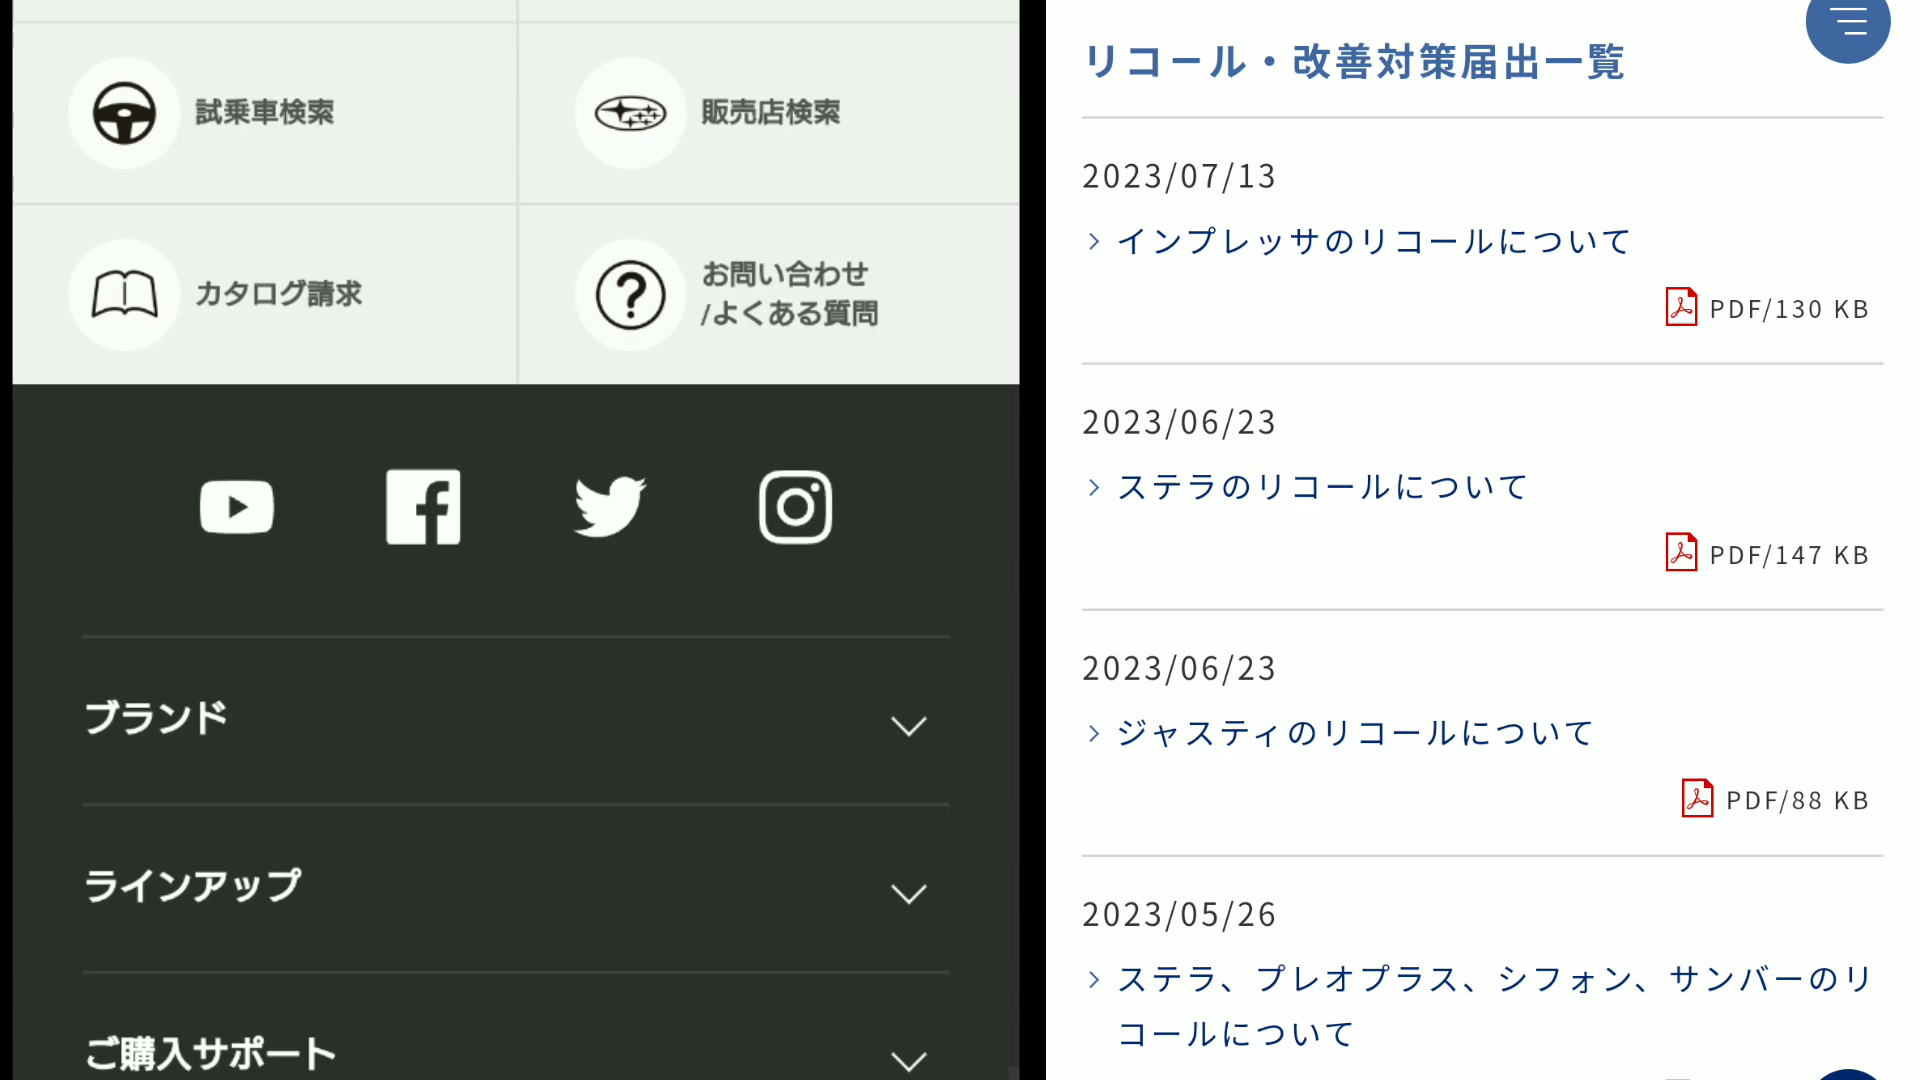 試乗車検索
販売店検索
カタログ請求
お問い合わせ
/よくある質問
ブランド
ラインアップ
ご購入サポート
リコール・改善対策届出一覧
2023/07/13
インプレッサのリコールについて
PDF/130 KB
2023/06/23
ステラのリコールについて
PDF/147 KB
2023/06/23
ジャスティのリコールについて
PDF/88 KB
2023/05/26
ステラ、プレオプラス、シフォン、サンバーのリ
コールについて